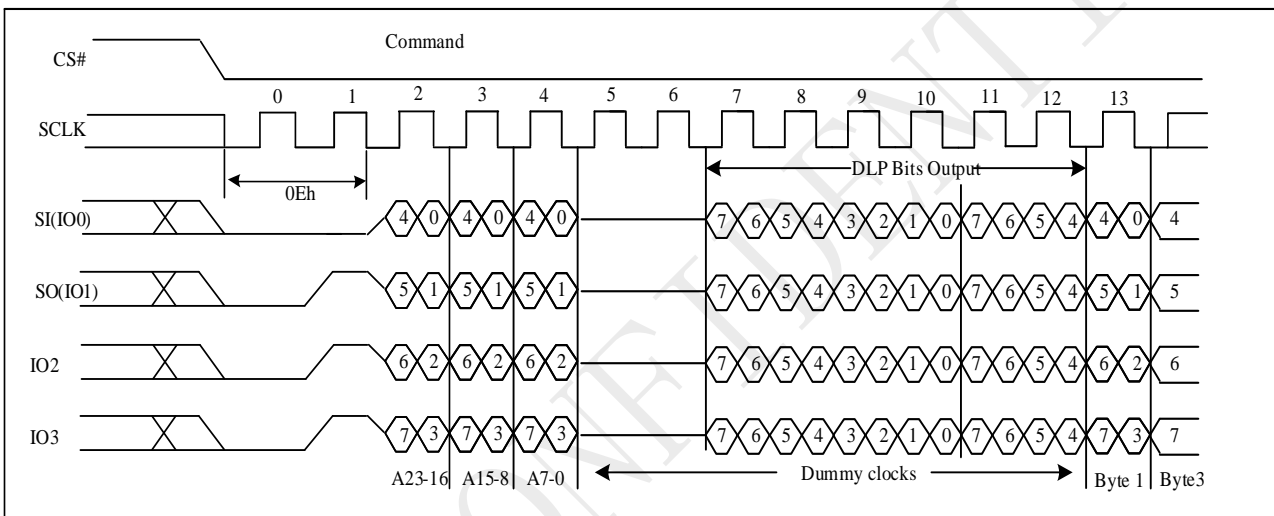 Command
CS#
0 1 2 3 4 5 6 7 8 9 10 11 12 13
SCLK
DLP Bits Output
0Eh
SI(IO0) 4 0 4 0 4 0 7 6 5 4 3 2 1 0 7 6 5 4 4 0 4
SO(IO1) 5 1 5 1 5 1 7 6 5 4 3 2 1 0 7 6 5 4 5 1 5
IO2 6 2 6 2 6 2 7 6 5 4 3 2 1 0 7 6 5 4 6 2 6
IO3 7 3 7 3 7 3 7 6 5 4 3 2 1 0 7 6 5 4 7 3 7
A23-16 A15-8 A7-0 Dummy clocks Byte 1 Byte3